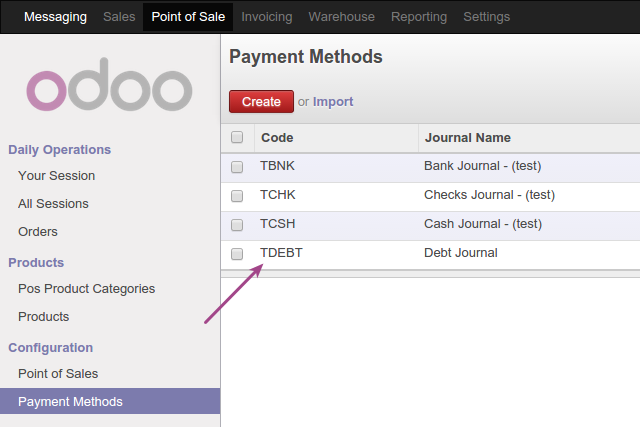 Messaging Sales Point of Sale Invoicing Warehouse Reporting Settings
odoo
Daily Operations
Your Session
All Sessions
Orders
Products
Pos Product Categories
Products
Configuration
Point of Sales
Payment Methods
Payment Methods
Create or Import
Code Journal Name
TBNK Bank Journal - (test)
TCHK Checks Journal - (test)
TCSH Cash Journal - (test)
TDEBT Debt Journal